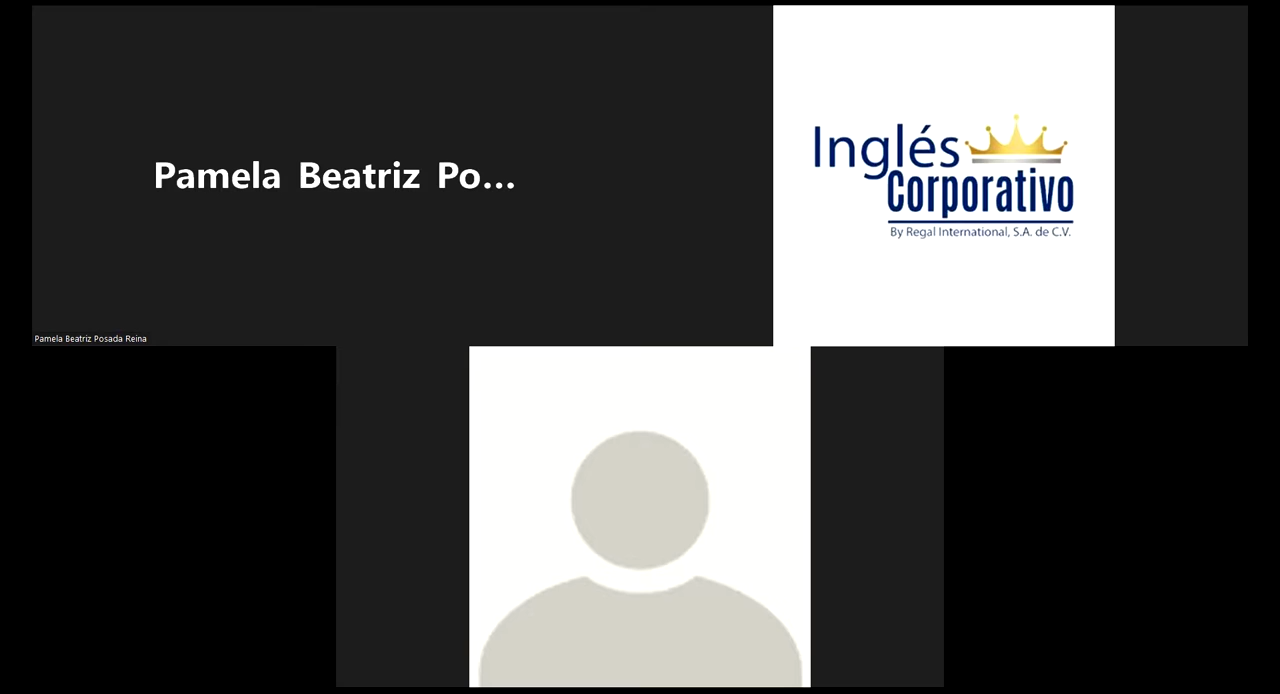 Pamela Beatriz Po...
Pamela Beatriz Posada Reina
Inglés
Corporativo
By Regal International, S.A. de C.V.